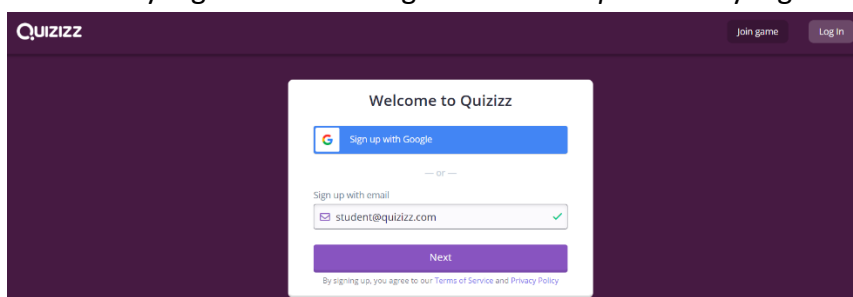 Quizizz
Join game
Log In
Welcome to Quizizz
G Sign up with Google
— or —
Sign up with email
student@quizizz.com
Next
By signing up, you agree to our Terms of Service and Privacy Policy